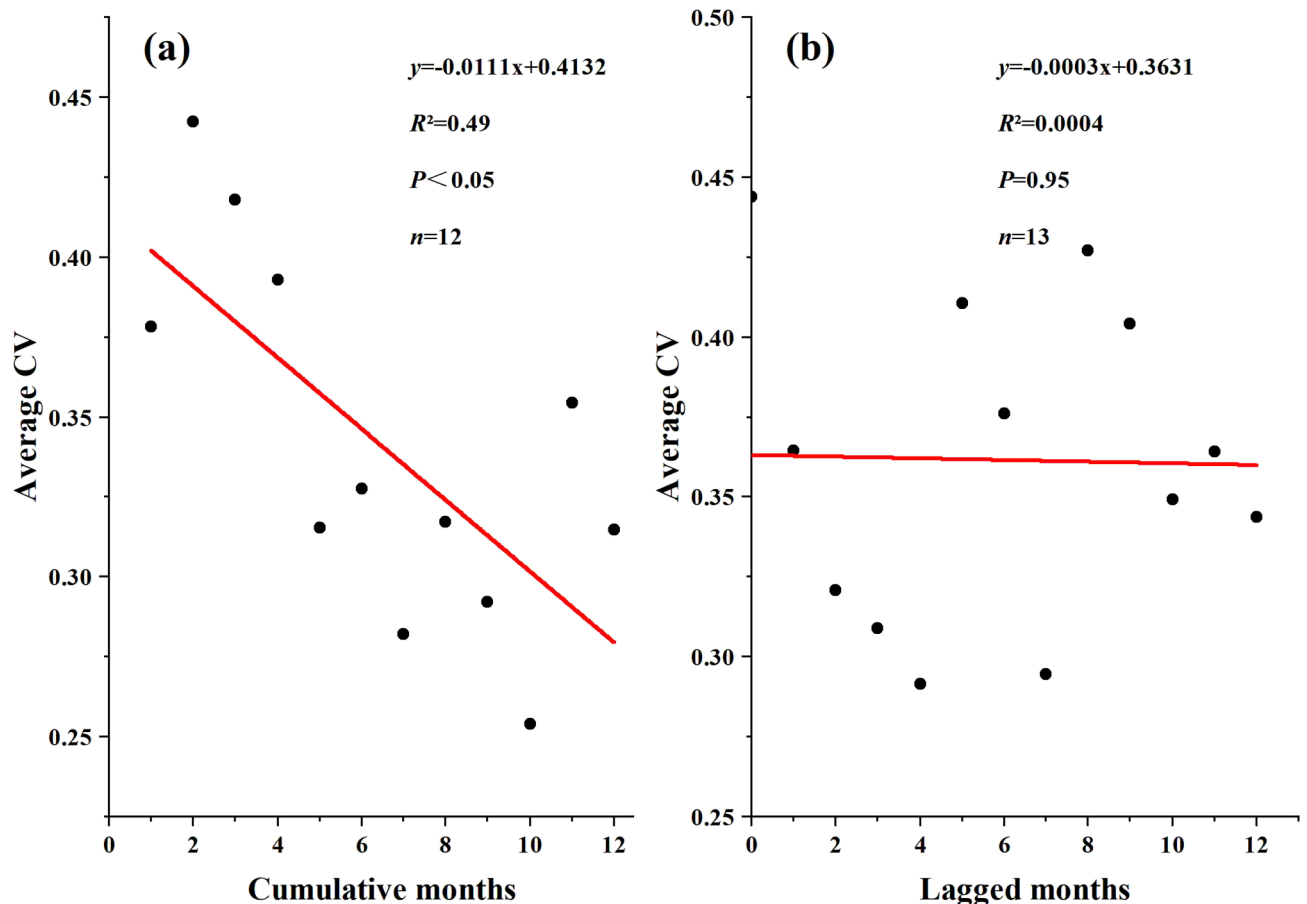 (a)
y=-0.0111x+0.4132
R²=0.49
P<0.05
n=12
0.45
0.40
0.35
0.30
0.25
Average CV
0 2 4 6 8 10 12
Cumulative months
(b)
y=-0.0003x+0.3631
R²=0.0004
P=0.95
n=13
0.50
0.45
0.40
0.35
0.30
0.25
Average CV
0 2 4 6 8 10 12
Lagged months